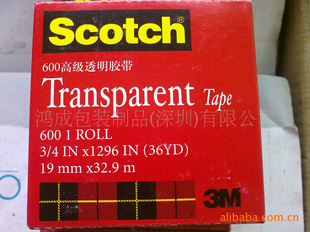 Scotch®
600高级透明胶带
Transparent Tape
鸿成包装制品(深圳)有限公
600 1 ROLL
3/4 IN x1296 IN (36YD)
19 mm x32.9 m
3M
alibaba.com.cn